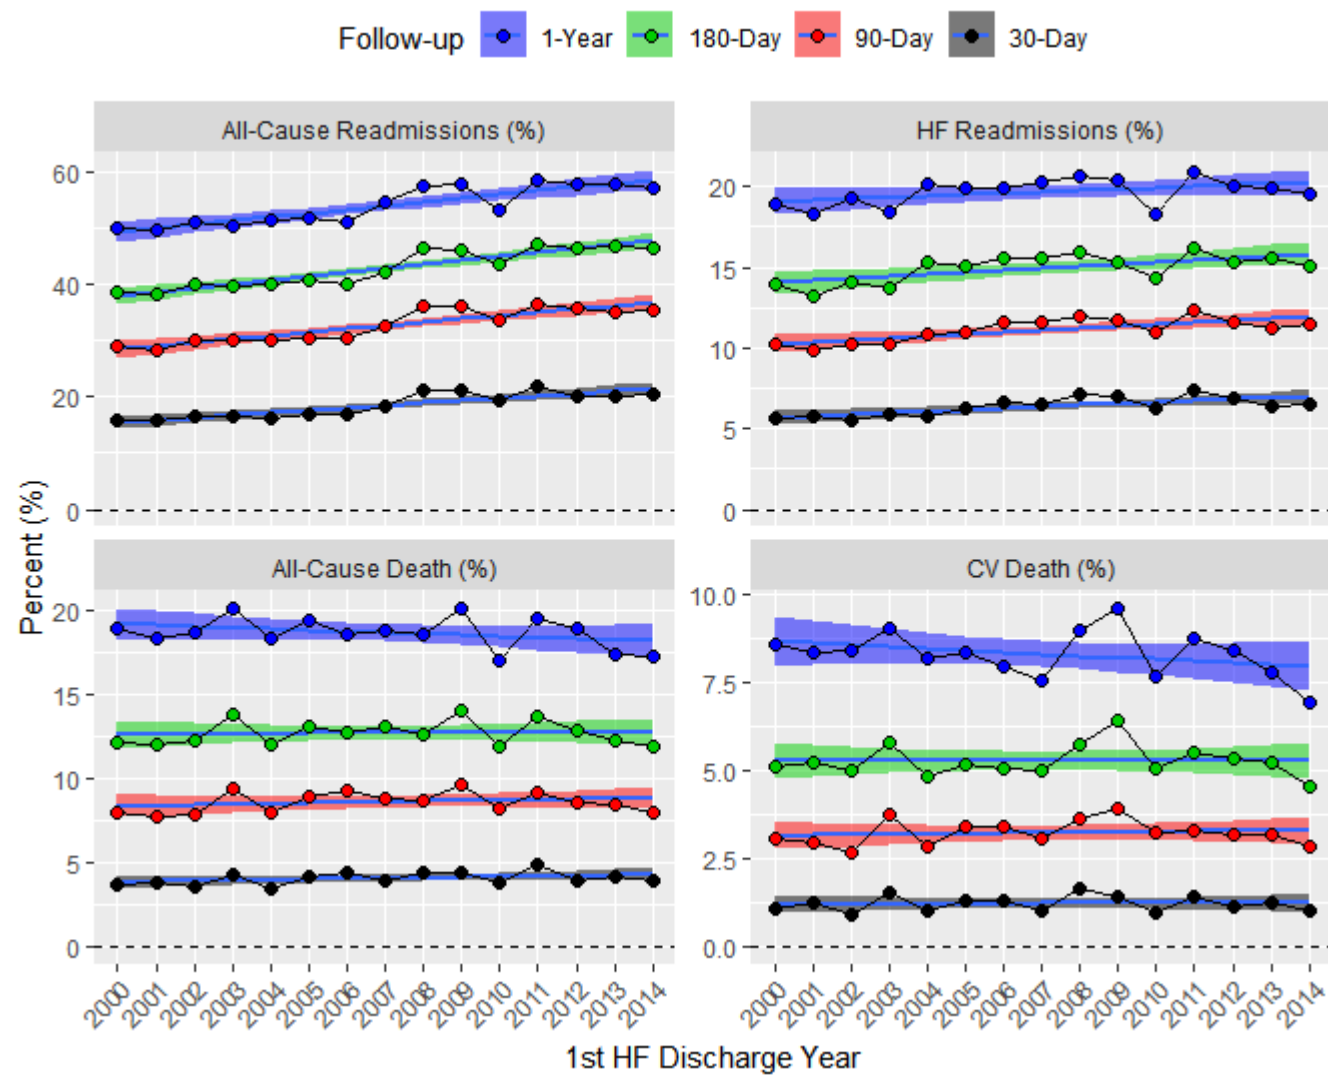 Follow-up 1-Year 180-Day 90-Day 30-Day
All-Cause Readmissions (%)
HF Readmissions (%)
60
40
20
0
20
15
10
5
0
Percent (%)
All-Cause Death (%)
CV Death (%)
20
15
10
5
0
10.0
7.5
5.0
2.5
0.0
2000 2001 2002 2003 2004 2005 2006 2007 2008 2009 2010 2011 2012 2013 2014
2000 2001 2002 2003 2004 2005 2006 2007 2008 2009 2010 2011 2012 2013 2014
1st HF Discharge Year